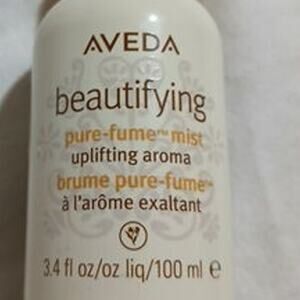 AVEDA
beautifying
pure-fume™ mist
uplifting aroma
brume pure-fume™
à l'arôme exaltant
3.4 fl oz/oz liq/100 ml ℮